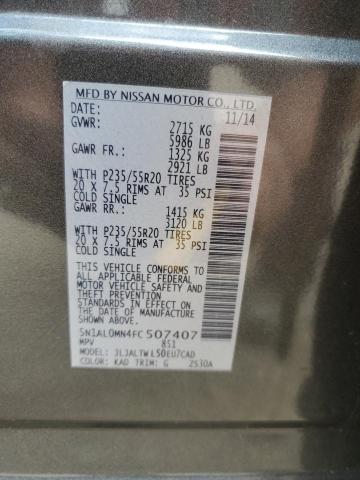 MFD BY NISSAN MOTOR CO., LTD.
DATE: 11/14
GVWR: 2715 KG
5986 LB
GAWR FR.: 1325 KG
2921 LB
WITH P235/55R20 TIRES
20 X 7.5 RIMS AT 35 PSI
COLD SINGLE
GAWR RR.: 1415 KG
3120 LB
WITH P235/55R20 TIRES
20 X 7.5 RIMS AT 35 PSI
COLD SINGLE
THIS VEHICLE CONFORMS TO
ALL APPLICABLE FEDERAL
MOTOR VEHICLE SAFETY AND
THEFT PREVENTION
STANDARDS IN EFFECT ON
THE DATE OF MANUFACTURE
SHOWN ABOVE.
5N1AL0MN4FC507407
MPV 851
MODEL: JLJALTWL50EU7CAD
COLOR: KAD TRIM: G 2S30A